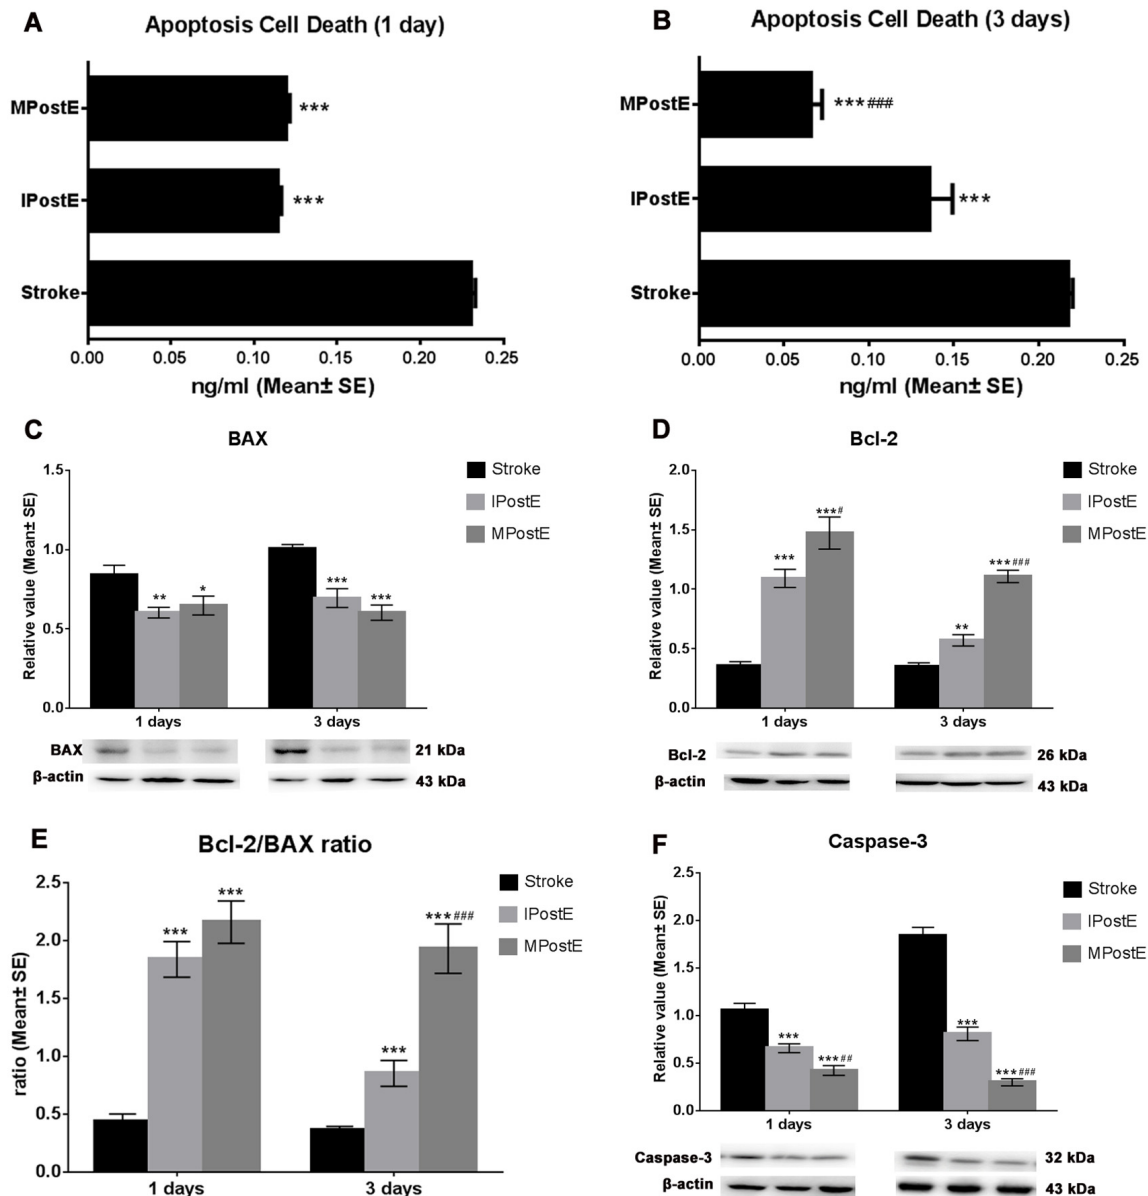 A
Apoptosis Cell Death (1 day)
MPostE
***
IPostE
***
Stroke
0.00 0.05 0.10 0.15 0.20 0.25
ng/ml (Mean± SE)
B
Apoptosis Cell Death (3 days)
MPostE
***###
IPostE
***
Stroke
0.00 0.05 0.10 0.15 0.20 0.25
ng/ml (Mean± SE)
C
BAX
Relative value (Mean± SE)
1.5
1.0
0.5
0.0
** * *** ***
1 days 3 days
Stroke
IPostE
MPostE
BAX 21 kDa
β-actin 43 kDa
D
Bcl-2
Relative value (Mean± SE)
2.0
1.5
1.0
0.5
0.0
*** ***# ** ***###
1 days 3 days
Stroke
IPostE
MPostE
Bcl-2 26 kDa
β-actin 43 kDa
E
Bcl-2/BAX ratio
ratio (Mean± SE)
2.5
2.0
1.5
1.0
0.5
0.0
*** *** *** ***###
1 days 3 days
Stroke
IPostE
MPostE
F
Caspase-3
Relative value (Mean± SE)
2.5
2.0
1.5
1.0
0.5
0.0
*** ***## *** ***###
1 days 3 days
Stroke
IPostE
MPostE
Caspase-3 32 kDa
β-actin 43 kDa